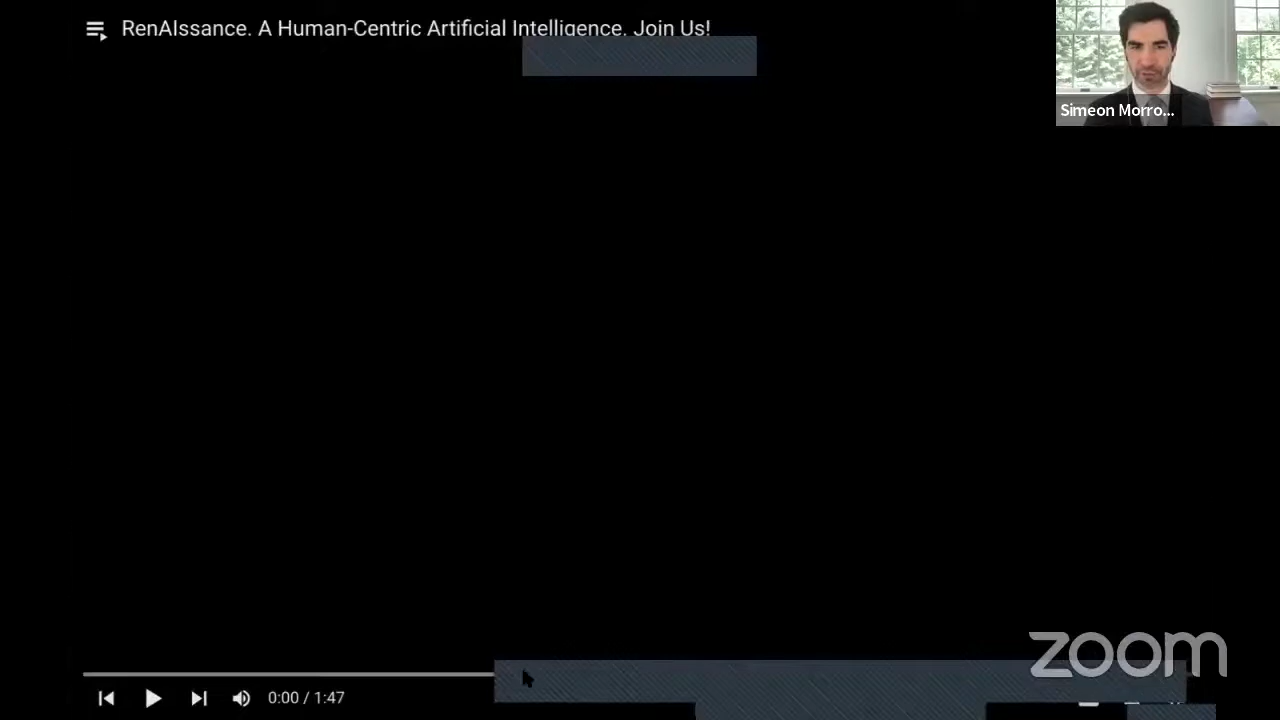 RenAIssance. A Human-Centric Artificial Intelligence. Join Us!
Simeon Morro...
zoom
0:00 / 1:47